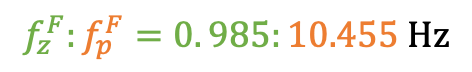 $f_z^F : f_p^F = 0.985 : 10.455$ Hz